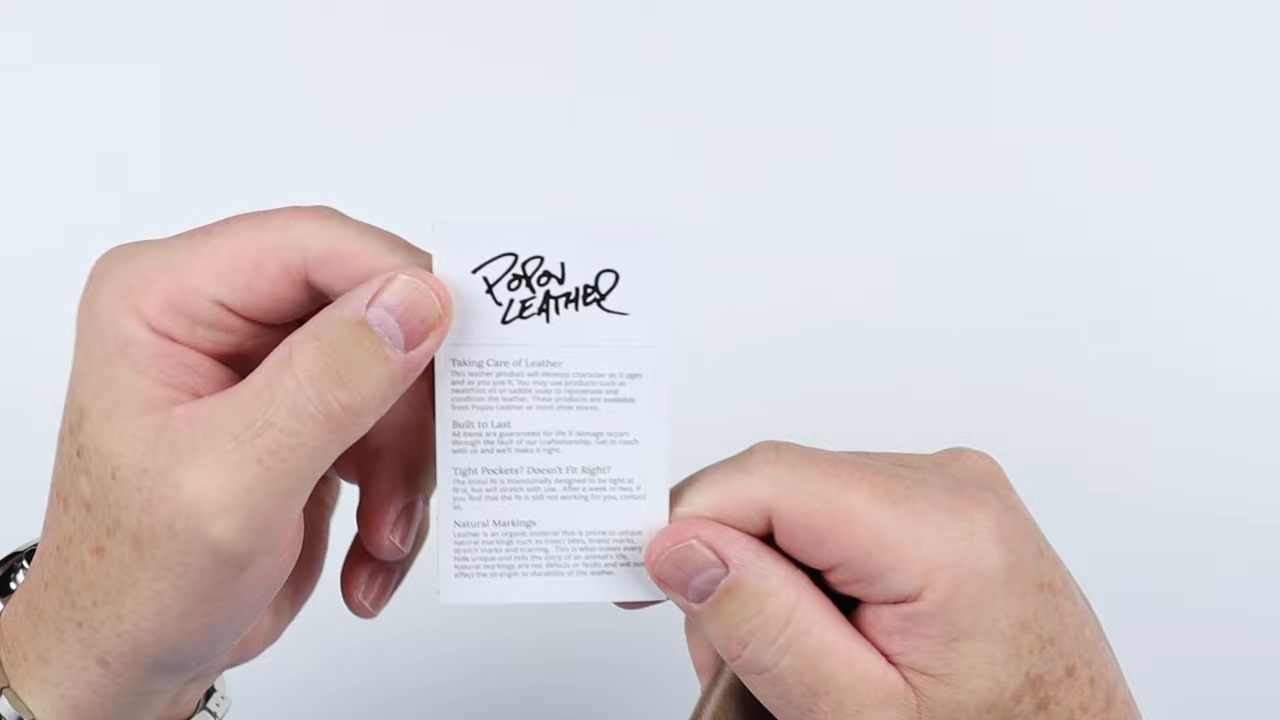 Popov
LEATHER
Taking Care of Leather
This leather product will develop character as it ages
and as you use it. You may use products such as
neatsfoot oil or saddle soap to rejuvenate and
condition the leather. These products are available
from Popov Leather or most shoe stores.
Built to Last
All items are guaranteed for life if damage occurs
through the fault of our craftsmanship. Get in touch
with us and we'll make it right.
Tight Pockets? Doesn't Fit Right?
The initial fit is intentionally designed to be tight at
first, but will stretch with use. After a week or two, if
you find that the fit is still not working for you, contact
us.
Natural Markings
Leather is an organic material that is prone to unique
natural markings such as insect bites, brand marks,
stretch marks and scarring. This is what makes every
hide unique and tells the story of an animal's life.
Natural markings are not defects or faults and will not
affect the strength or durability of the leather.